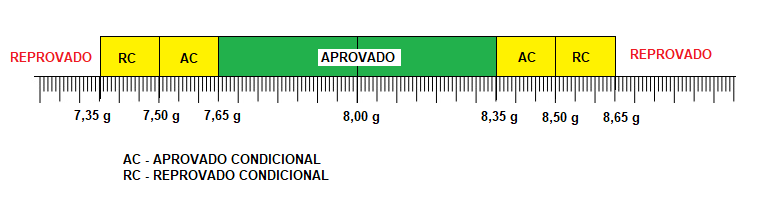 REPROVADO RC AC APROVADO AC RC REPROVADO
7,35 g 7,50 g 7,65 g 8,00 g 8,35 g 8,50 g 8,65 g
AC - APROVADO CONDICIONAL
RC - REPROVADO CONDICIONAL